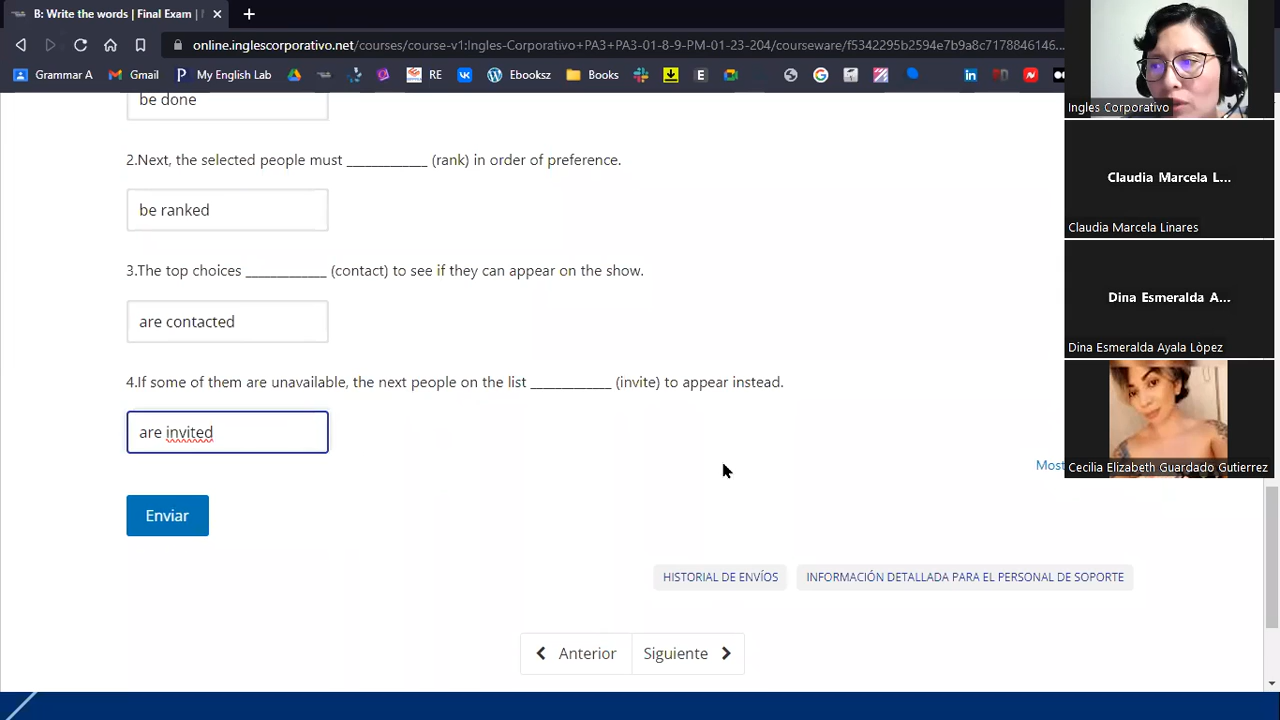 B: Write the words | Final Exam |
online.inglescorporativo.net/courses/course-v1:Ingles-Corporativo+PA3+PA3-01-8-9-PM-01-23-204/courseware/f5342295b2594e7b9a8c7178846146...
Grammar A
Gmail
My English Lab
RE
Ebooksz
Books
be done
2.Next, the selected people must ____________ (rank) in order of preference.
be ranked
3.The top choices ____________ (contact) to see if they can appear on the show.
are contacted
4.If some of them are unavailable, the next people on the list ____________ (invite) to appear instead.
are invited
Most
Enviar
HISTORIAL DE ENVÍOS
INFORMACIÓN DETALLADA PARA EL PERSONAL DE SOPORTE
Anterior
Siguiente
Ingles Corporativo
Claudia Marcela L...
Claudia Marcela Linares
Dina Esmeralda A...
Dina Esmeralda Ayala Lòpez
Cecilia Elizabeth Guardado Gutierrez